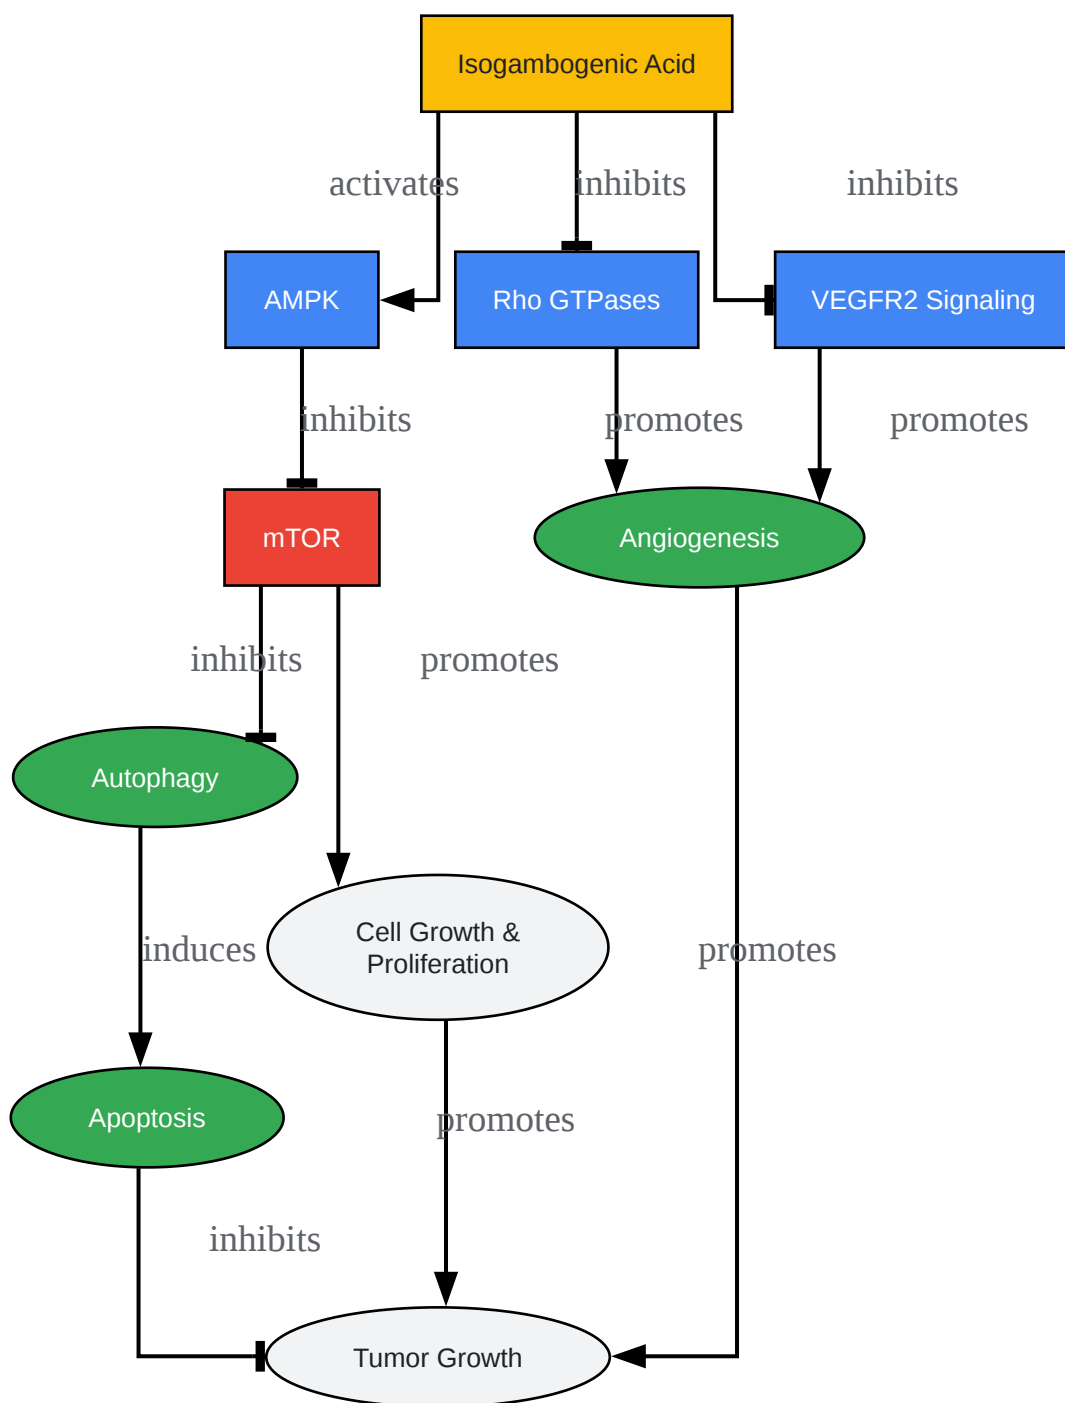 Isogambogenic Acid
activates
inhibits
inhibits
AMPK
Rho GTPases
VEGFR2 Signaling
inhibits
promotes
promotes
mTOR
Angiogenesis
inhibits
promotes
Autophagy
Cell Growth &
Proliferation
induces
promotes
Apoptosis
promotes
inhibits
Tumor Growth